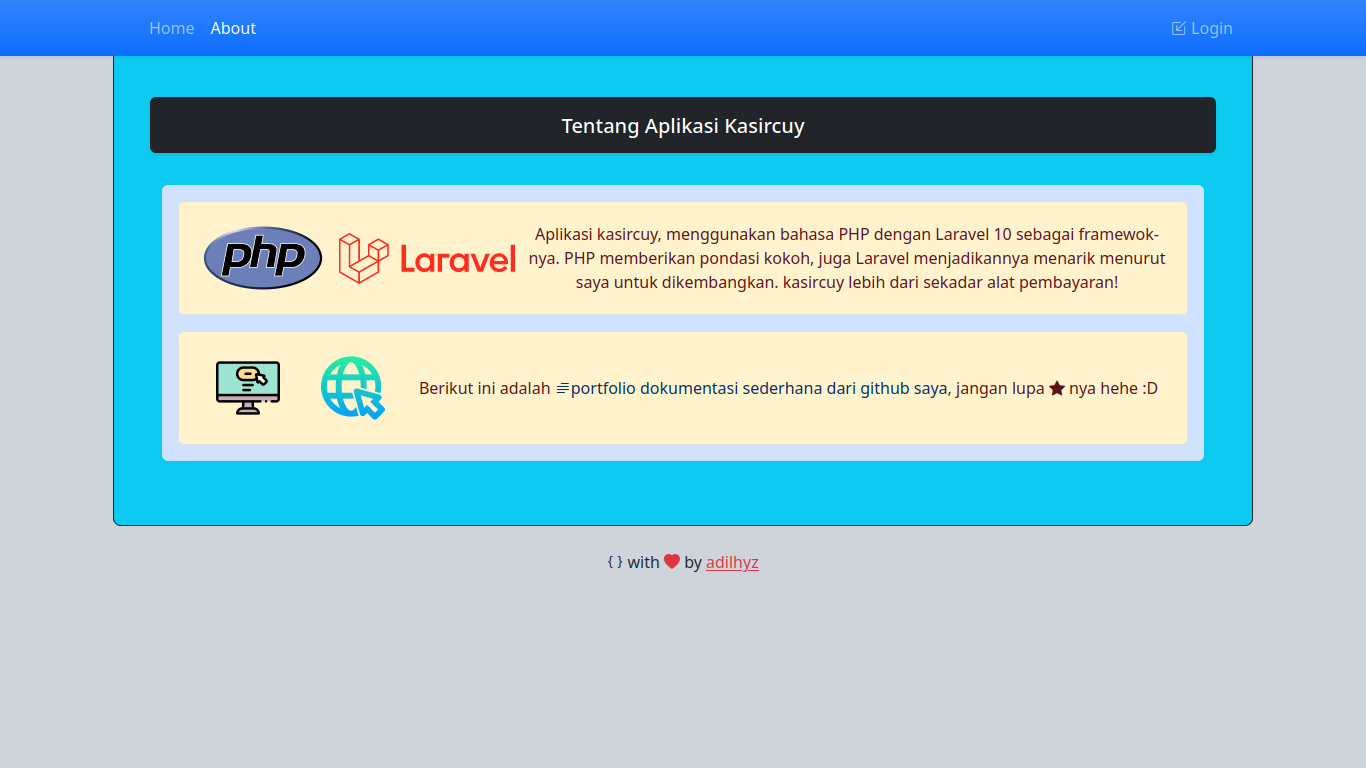 Home About Login
Tentang Aplikasi Kasircuy
php Laravel
Aplikasi kasircuy, menggunakan bahasa PHP dengan Laravel 10 sebagai framewok-
nya. PHP memberikan pondasi kokoh, juga Laravel menjadikannya menarik menurut
saya untuk dikembangkan. kasircuy lebih dari sekadar alat pembayaran!
Berikut ini adalah portfolio dokumentasi sederhana dari github saya, jangan lupa ★ nya hehe :D
{ } with ♥ by adilhyz